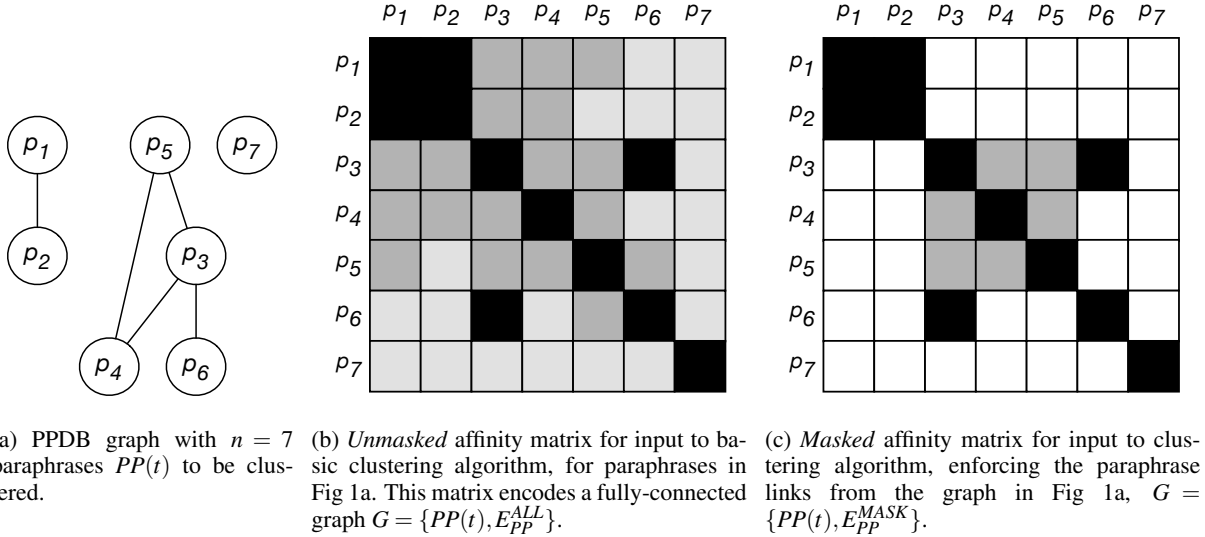 p1
p2
p5
p7
p3
p4
p6
p1 p2 p3 p4 p5 p6 p7
p1
p2
p3
p4
p5
p6
p7
p1 p2 p3 p4 p5 p6 p7
p1
p2
p3
p4
p5
p6
p7
a) PPDB graph with n = 7
paraphrases PP(t) to be clus-
ered.
(b) Unmasked affinity matrix for input to ba-
sic clustering algorithm, for paraphrases in
Fig 1a. This matrix encodes a fully-connected
graph G = {PP(t), E_PP^ALL}.
(c) Masked affinity matrix for input to clus-
tering algorithm, enforcing the paraphrase
links from the graph in Fig 1a, G =
{PP(t), E_PP^MASK}.